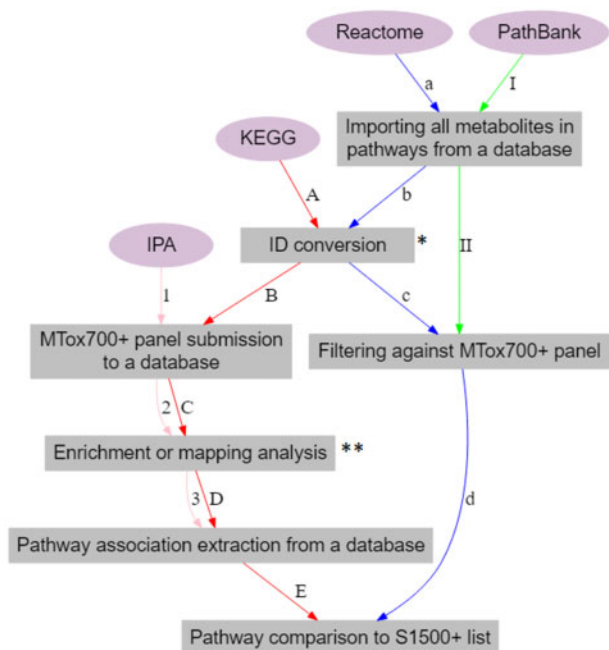 Reactome
PathBank
a
I
Importing all metabolites in
pathways from a database
KEGG
A
b
II
ID conversion
*
IPA
1
B
c
MTox700+ panel submission
to a database
Filtering against MTox700+ panel
2
C
Enrichment or mapping analysis
**
3
D
d
Pathway association extraction from a database
E
Pathway comparison to S1500+ list